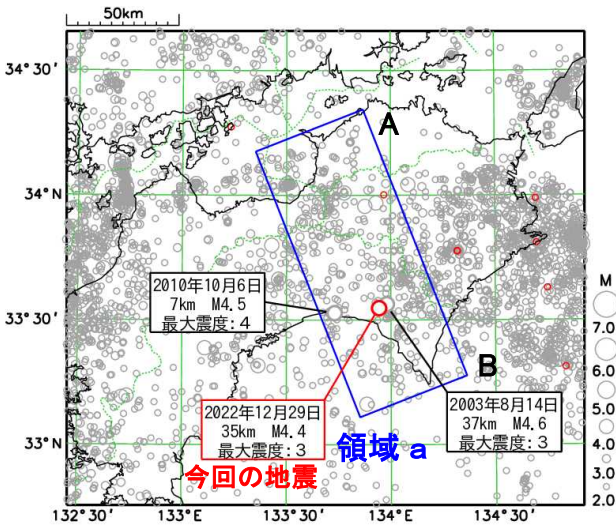 50km
34°30′
34°N
33°30′
33°N
132°30′
133°E
133°30′
134°E
134°30′
A
B
2010年10月6日
7km M4.5
最大震度:4
2022年12月29日
35km M4.4
最大震度:3
今回の地震
領域 a
2003年8月14日
37km M4.6
最大震度:3
M
7.0
6.0
5.0
4.0
3.0
2.0